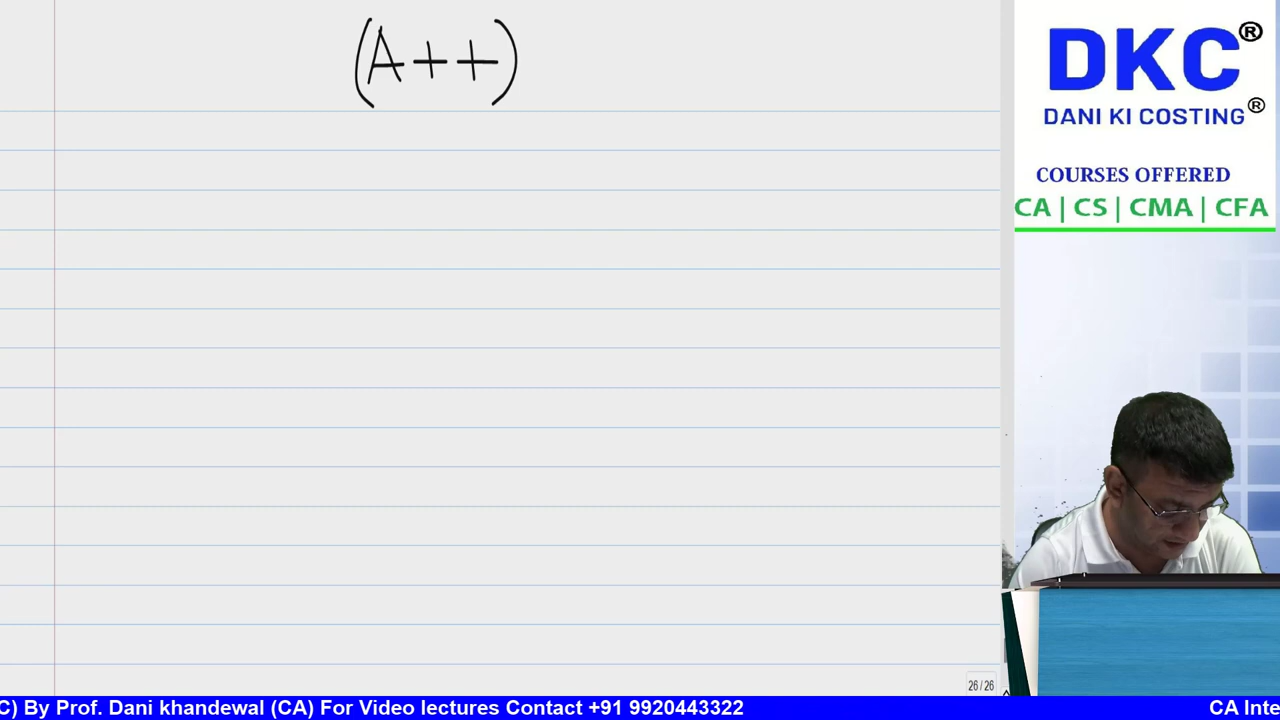 (A++)
DKC®
DANI KI COSTING®
COURSES OFFERED
CA | CS | CMA | CFA
26/26
C) By Prof. Dani khandewal (CA) For Video lectures Contact +91 9920443322
CA Inte